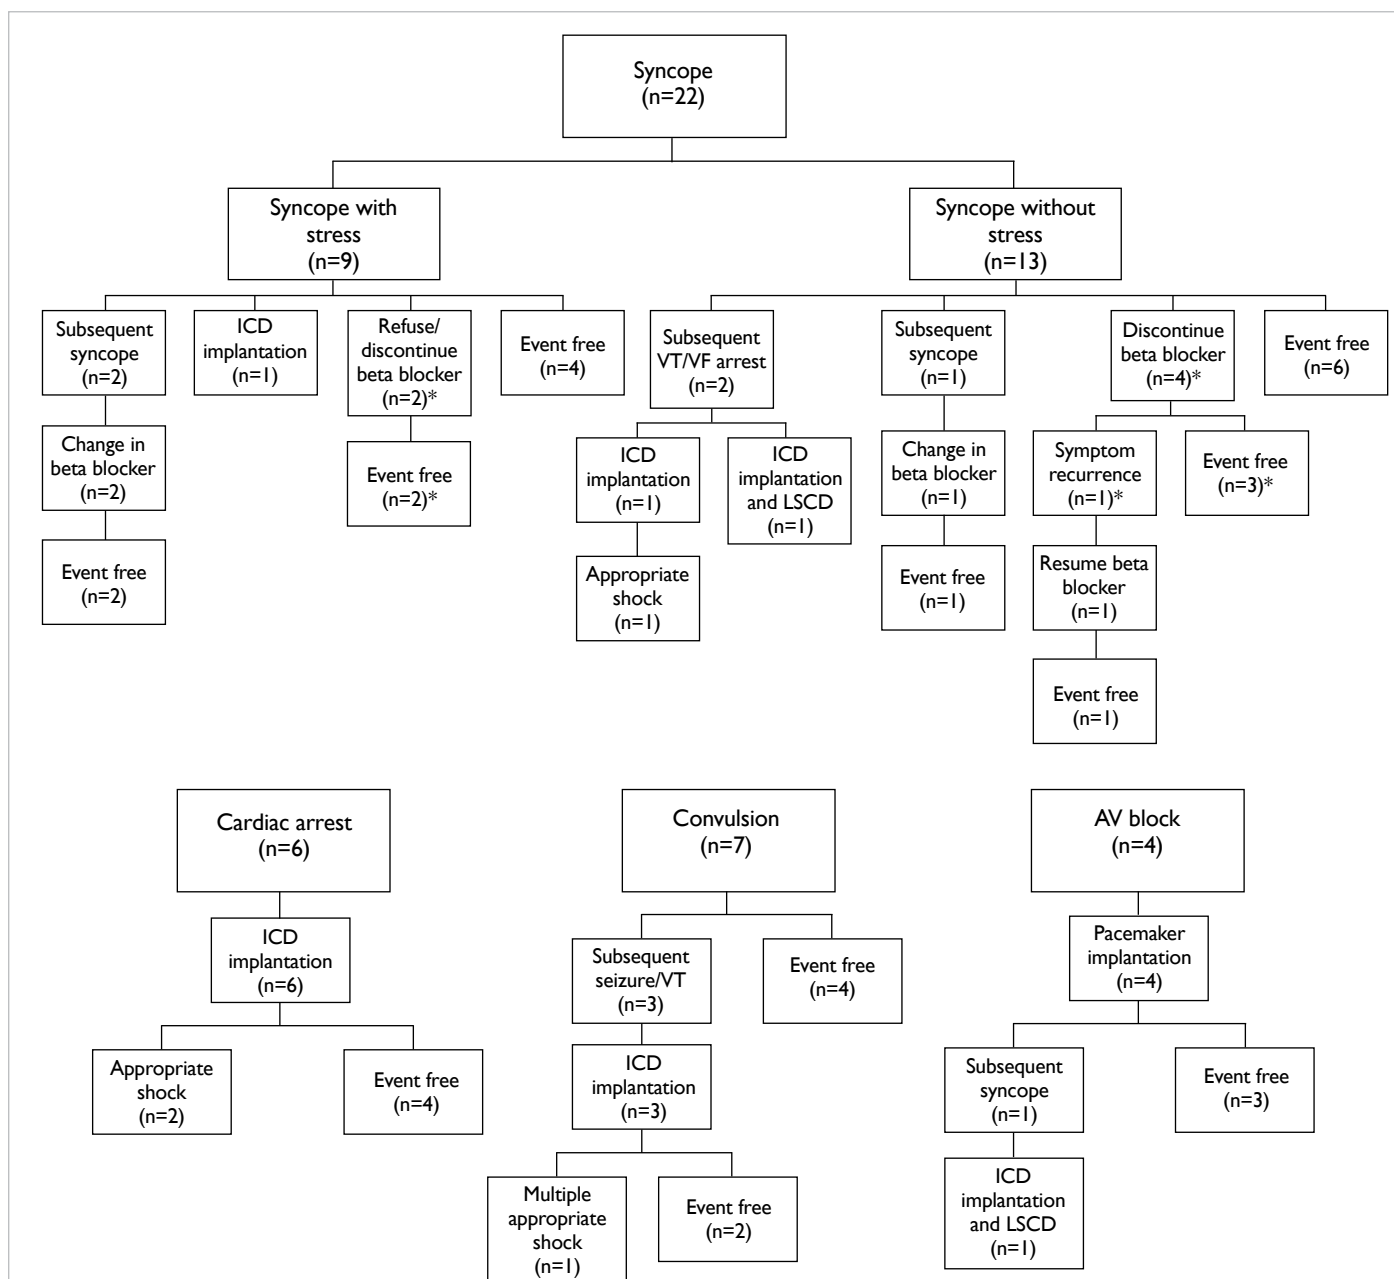 Syncope
(n=22)
Syncope with
stress
(n=9)
Syncope without
stress
(n=13)
Subsequent
syncope
(n=2)
ICD
implantation
(n=1)
Refuse/
discontinue
beta blocker
(n=2)*
Event free
(n=4)
Subsequent
VT/VF arrest
(n=2)
Subsequent
syncope
(n=1)
Discontinue
beta blocker
(n=4)*
Event free
(n=6)
Change in
beta blocker
(n=2)
Event free
(n=2)*
ICD
implantation
(n=1)
ICD
implantation
and LSCD
(n=1)
Change in
beta blocker
(n=1)
Symptom
recurrence
(n=1)*
Event free
(n=3)*
Event free
(n=2)
Appropriate
shock
(n=1)
Event free
(n=1)
Resume beta
blocker
(n=1)
Event free
(n=1)
Cardiac arrest
(n=6)
Convulsion
(n=7)
AV block
(n=4)
ICD
implantation
(n=6)
Subsequent
seizure/VT
(n=3)
Event free
(n=4)
Pacemaker
implantation
(n=4)
Appropriate
shock
(n=2)
Event free
(n=4)
ICD
implantation
(n=3)
Subsequent
syncope
(n=1)
Event free
(n=3)
Multiple
appropriate
shock
(n=1)
Event free
(n=2)
ICD
implantation
and LSCD
(n=1)